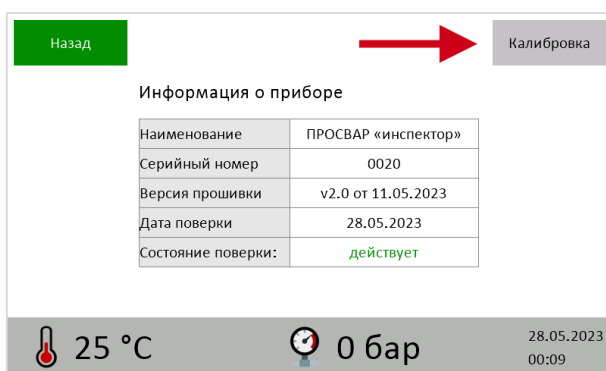 Назад
Калибровка
Информация о приборе
Наименование ПРОСВАР «инспектор»
Серийный номер 0020
Версия прошивки v2.0 от 11.05.2023
Дата поверки 28.05.2023
Состояние поверки: действует
25 °C 0 бар 28.05.2023
00:09